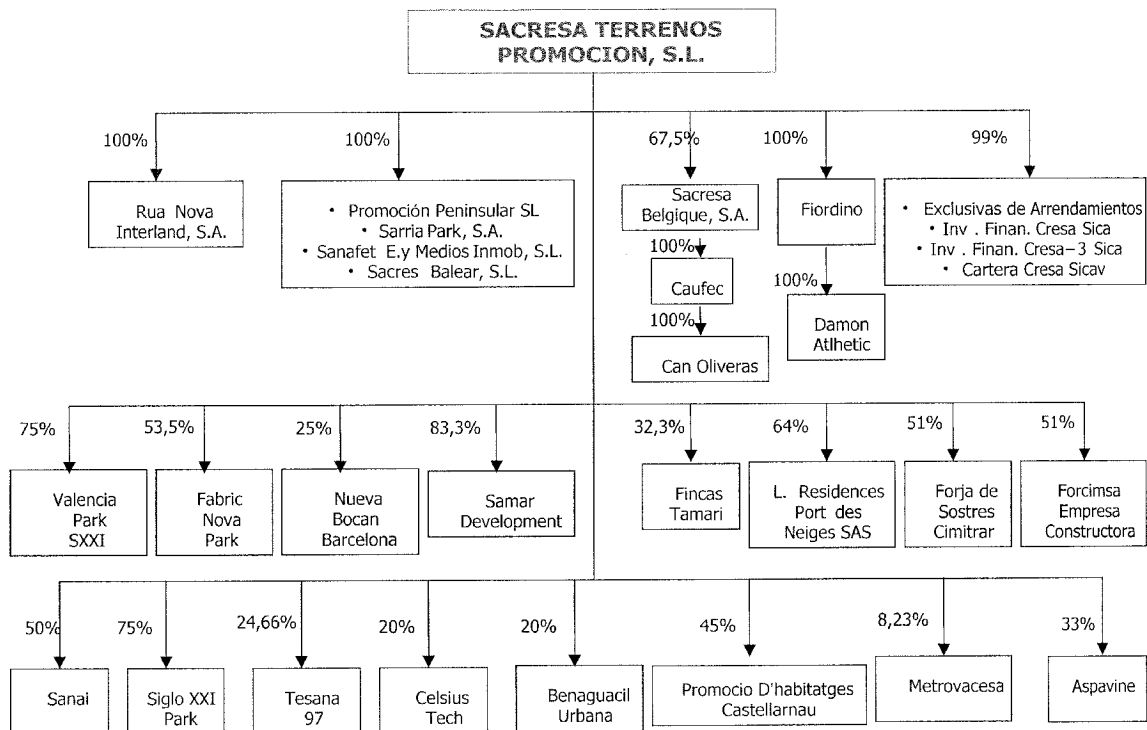 SACRESA TERRENOS
PROMOCION, S.L.
100%
100%
67,5%
100%
99%
Rua Nova
Interland, S.A.
• Promoción Peninsular SL
• Sarria Park, S.A.
• Sanafet E.y Medios Inmob, S.L.
• Sacres Balear, S.L.
Sacresa
Belgique, S.A.
Fiordino
• Exclusivas de Arrendamientos
• Inv . Finan. Cresa Sica
• Inv . Finan. Cresa-3 Sica
• Cartera Cresa Sicav
100%
Caufec
100%
Can Oliveras
100%
Damon
Atlhetic
75%
53,5%
25%
83,3%
32,3%
64%
51%
51%
Valencia
Park
SXXI
Fabric
Nova
Park
Nueva
Bocan
Barcelona
Samar
Development
Fincas
Tamari
L. Residences
Port des
Neiges SAS
Forja de
Sostres
Cimitrar
Forcimsa
Empresa
Constructora
50%
75%
24,66%
20%
20%
45%
8,23%
33%
Sanai
Siglo XXI
Park
Tesana
97
Celsius
Tech
Benaguacil
Urbana
Promocio D'habitatges
Castellarnau
Metrovacesa
Aspavine